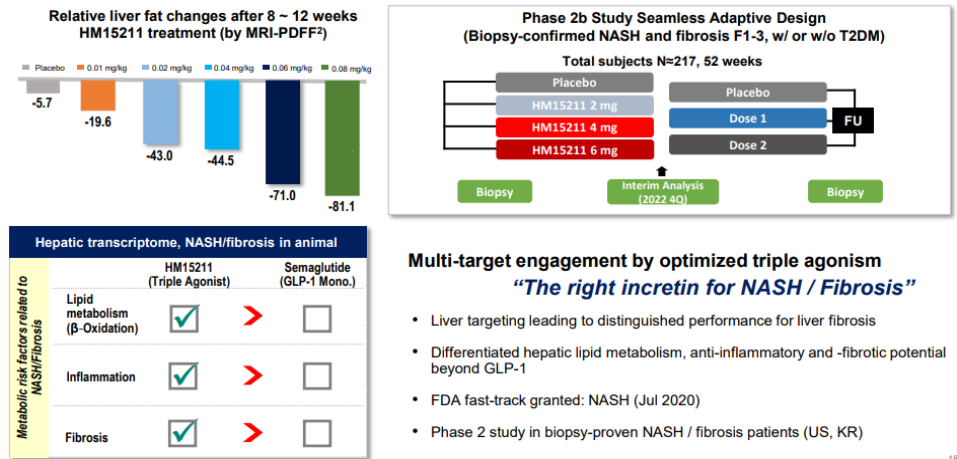 Relative liver fat changes after 8 ~ 12 weeks
HM15211 treatment (by MRI-PDFF²)
Placebo
0.01 mg/kg
0.02 mg/kg
0.04 mg/kg
0.06 mg/kg
0.08 mg/kg
-5.7
-19.6
-43.0
-44.5
-71.0
-81.1
Phase 2b Study Seamless Adaptive Design
(Biopsy-confirmed NASH and fibrosis F1-3, w/ or w/o T2DM)
Total subjects N≈217, 52 weeks
Placebo
HM15211 2 mg
HM15211 4 mg
HM15211 6 mg
Placebo
Dose 1
Dose 2
FU
Biopsy
Interim Analysis
(2022 4Q)
Biopsy
Hepatic transcriptome, NASH/fibrosis in animal
Metabolic risk factors related to
NASH/Fibrosis
HM15211
(Triple Agonist)
Semaglutide
(GLP-1 Mono.)
Lipid
metabolism
(β-Oxidation)
Inflammation
Fibrosis
Multi-target engagement by optimized triple agonism
“The right incretin for NASH / Fibrosis”
• Liver targeting leading to distinguished performance for liver fibrosis
• Differentiated hepatic lipid metabolism, anti-inflammatory and -fibrotic potential
beyond GLP-1
• FDA fast-track granted: NASH (Jul 2020)
• Phase 2 study in biopsy-proven NASH / fibrosis patients (US, KR)